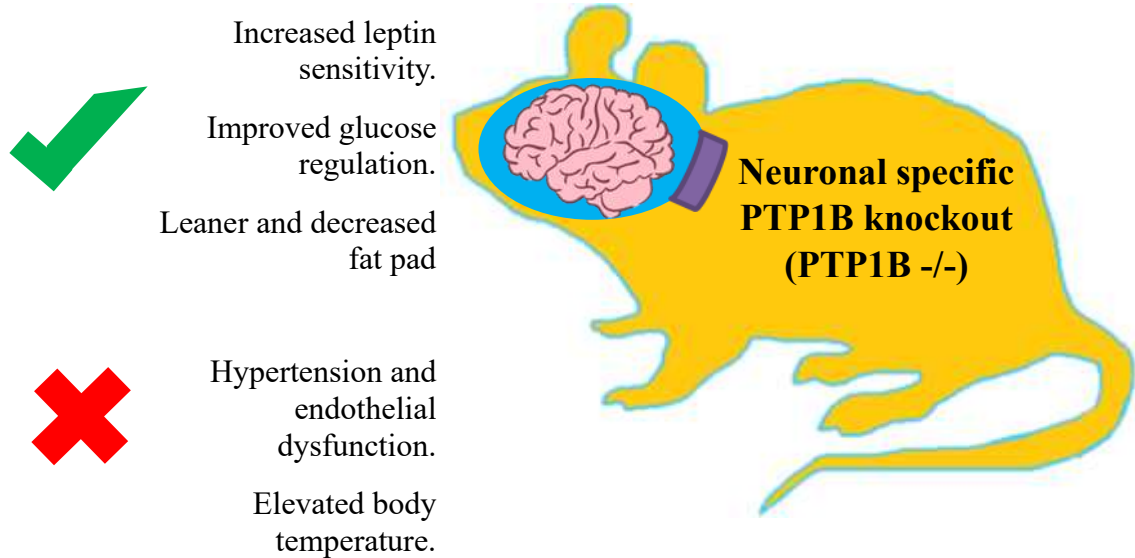 Increased leptin
sensitivity.
Improved glucose
regulation.
Leaner and decreased
fat pad
Hypertension and
endothelial
dysfunction.
Elevated body
temperature.
Neuronal specific
PTP1B knockout
(PTP1B -/-)